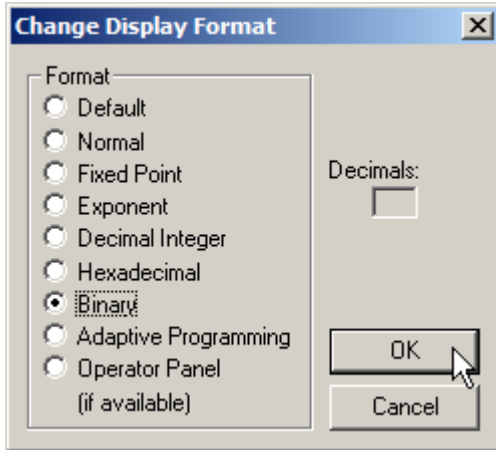 Change Display Format
Format
Default
Normal
Fixed Point
Exponent
Decimal Integer
Hexadecimal
Binary
Adaptive Programming
Operator Panel
(if available)
Decimals:
OK
Cancel